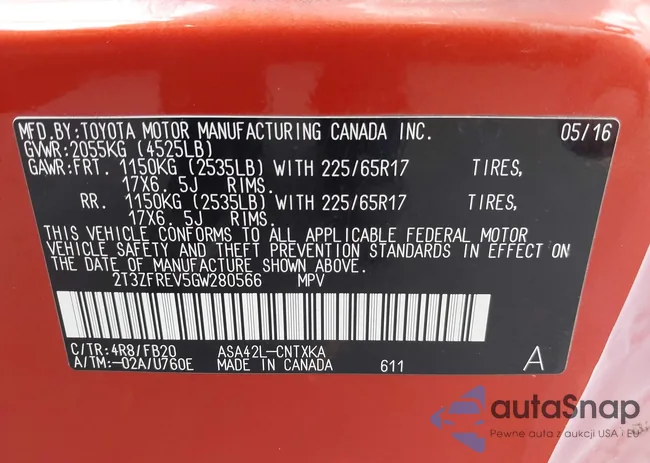 MFD.BY:TOYOTA MOTOR MANUFACTURING CANADA INC. 05/16
GVWR:2055KG (4525LB)
GAWR:FRT. 1150KG (2535LB) WITH 225/65R17 TIRES,
17X6. 5J RIMS.
RR. 1150KG (2535LB) WITH 225/65R17 TIRES,
17X6. 5J RIMS.
THIS VEHICLE CONFORMS TO ALL APPLICABLE FEDERAL MOTOR
VEHICLE SAFETY AND THEFT PREVENTION STANDARDS IN EFFECT ON
THE DATE OF MANUFACTURE SHOWN ABOVE.
2T3ZFREV5GW280566 MPV
C/TR:4R8/FB20 ASA42L-CNTXKA
A/TM:-02A/U760E MADE IN CANADA 611 A
autoSnap
Pewne auta z aukcji USA i EU